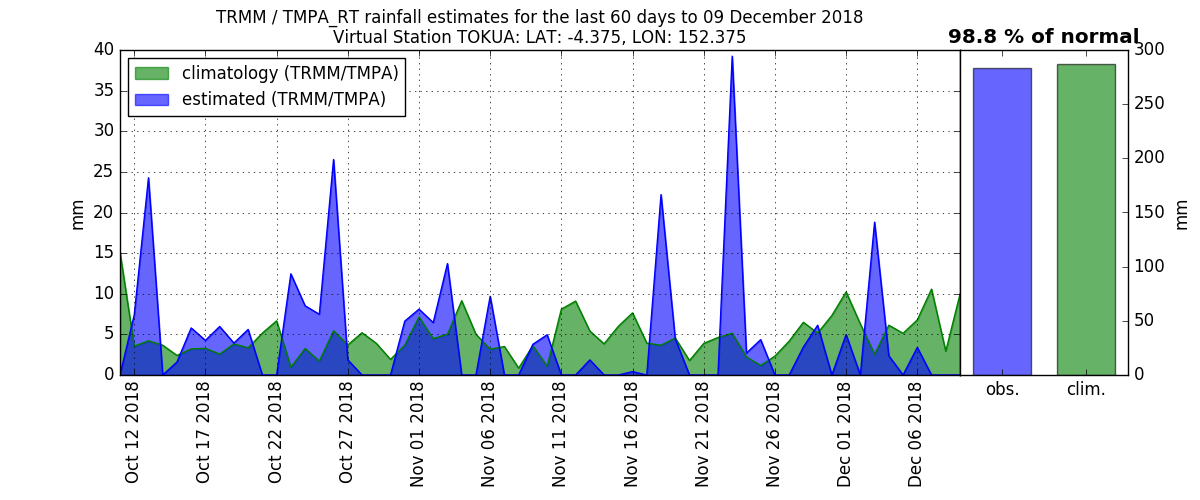 TRMM / TMPA_RT rainfall estimates for the last 60 days to 09 December 2018
Virtual Station TOKUA: LAT: -4.375, LON: 152.375
98.8 % of normal
climatology (TRMM/TMPA)
estimated (TRMM/TMPA)
40
35
30
25
20
15
10
5
0
mm
Oct 12 2018
Oct 17 2018
Oct 22 2018
Oct 27 2018
Nov 01 2018
Nov 06 2018
Nov 11 2018
Nov 16 2018
Nov 21 2018
Nov 26 2018
Dec 01 2018
Dec 06 2018
obs.
clim.
300
250
200
150
100
50
0
mm